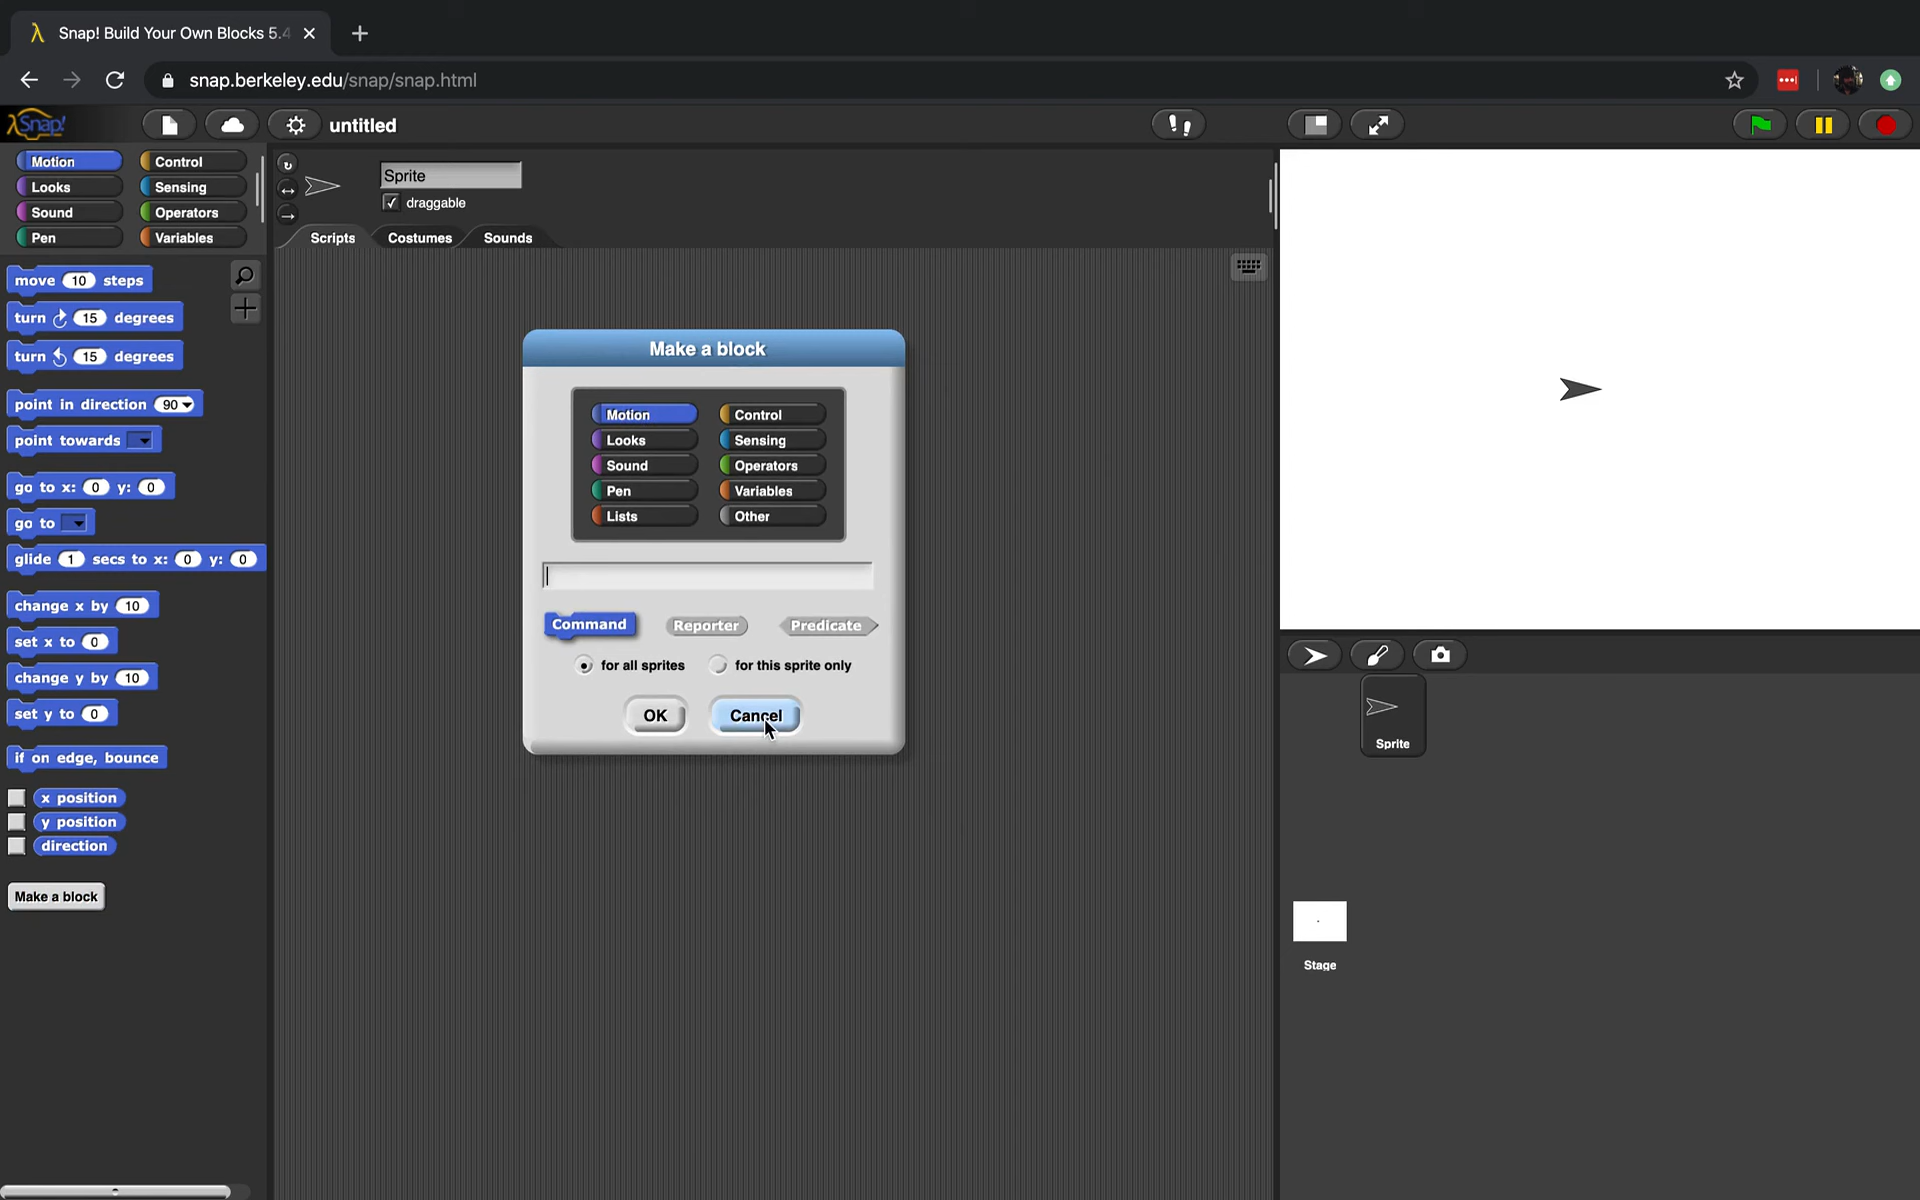 Snap! Build Your Own Blocks 5.4
snap.berkeley.edu/snap/snap.html
Snap!
untitled
Motion Control
Looks Sensing
Sound Operators
Pen Variables
Sprite
draggable
Scripts Costumes Sounds
move 10 steps
turn 15 degrees
turn 15 degrees
point in direction 90
point towards
go to x: 0 y: 0
go to
glide 1 secs to x: 0 y: 0
change x by 10
set x to 0
change y by 10
set y to 0
if on edge, bounce
x position
y position
direction
Make a block
Make a block
Motion Control
Looks Sensing
Sound Operators
Pen Variables
Lists Other
Command Reporter Predicate
for all sprites for this sprite only
OK Cancel
Sprite
Stage